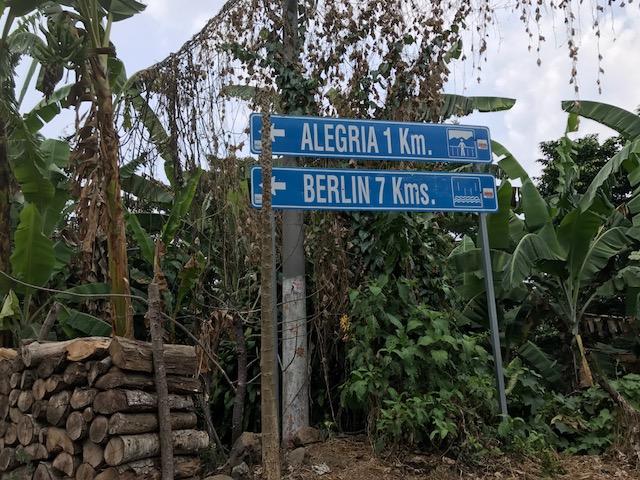 ALEGRIA 1 Km.
BERLIN 7 Kms.